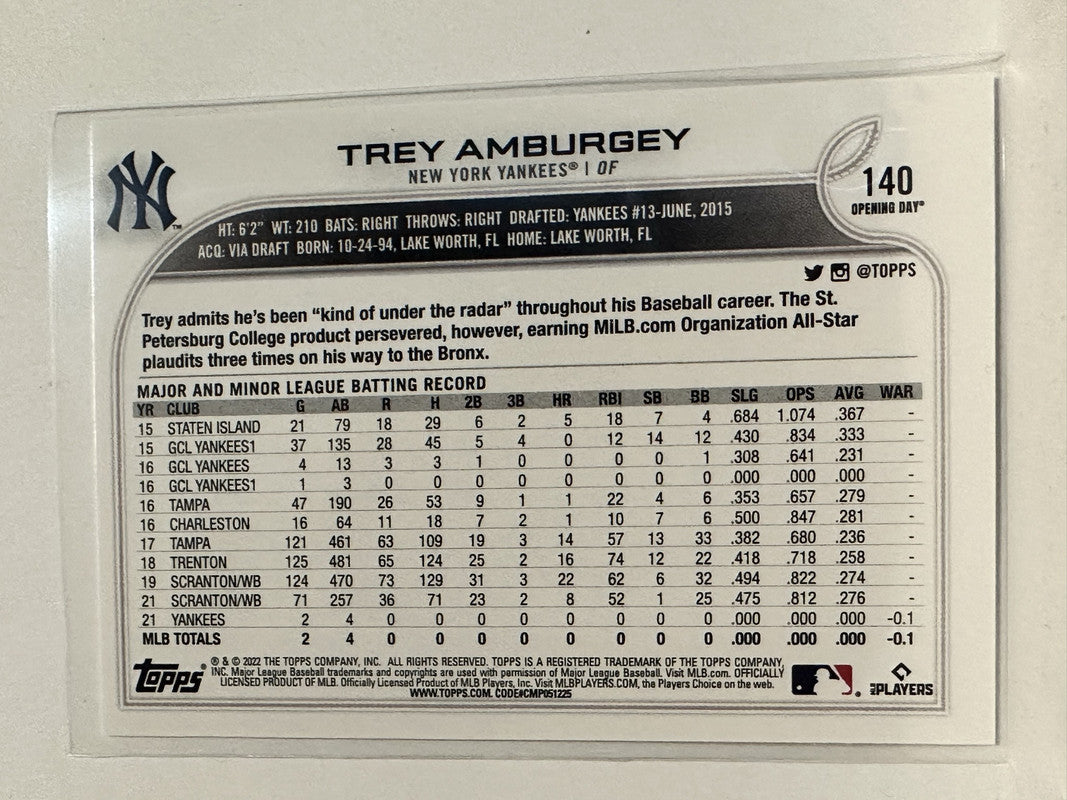 NY
TM
TREY AMBURGEY
NEW YORK YANKEES® | OF
140
OPENING DAY®
HT: 6'2" WT: 210 BATS: RIGHT THROWS: RIGHT DRAFTED: YANKEES #13-JUNE, 2015
ACQ: VIA DRAFT BORN: 10-24-94, LAKE WORTH, FL HOME: LAKE WORTH, FL
@TOPPS
Trey admits he's been "kind of under the radar" throughout his Baseball career. The St.
Petersburg College product persevered, however, earning MiLB.com Organization All-Star
plaudits three times on his way to the Bronx.
MAJOR AND MINOR LEAGUE BATTING RECORD
YR CLUB G AB R H 2B 3B HR RBI SB BB SLG OPS AVG WAR
15 STATEN ISLAND 21 79 18 29 6 2 5 18 7 4 .684 1.074 .367 -
15 GCL YANKEES1 37 135 28 45 5 4 0 12 14 12 .430 .834 .333 -
16 GCL YANKEES 4 13 3 3 1 0 0 0 0 1 .308 .641 .231 -
16 GCL YANKEES1 1 3 0 0 0 0 0 0 0 0 .000 .000 .000 -
16 TAMPA 47 190 26 53 9 1 1 22 4 6 .353 .657 .279 -
16 CHARLESTON 16 64 11 18 7 2 1 10 7 6 .500 .847 .281 -
17 TAMPA 121 461 63 109 19 3 14 57 13 33 .382 .680 .236 -
18 TRENTON 125 481 65 124 25 2 16 74 12 22 .418 .718 .258 -
19 SCRANTON/WB 124 470 73 129 31 3 22 62 6 32 .494 .822 .274 -
21 SCRANTON/WB 71 257 36 71 23 2 8 52 1 25 .475 .812 .276 -
21 YANKEES 2 4 0 0 0 0 0 0 0 0 .000 .000 .000 -0.1
MLB TOTALS 2 4 0 0 0 0 0 0 0 0 .000 .000 .000 -0.1
topps®
® & © 2022 THE TOPPS COMPANY, INC. ALL RIGHTS RESERVED. TOPPS IS A REGISTERED TRADEMARK OF THE TOPPS COMPANY,
INC. Major League Baseball trademarks and copyrights are used with permission of Major League Baseball. Visit MLB.com. OFFICIALLY
LICENSED PRODUCT OF MLB. Officially Licensed Product of MLB Players, Inc. Visit MLBPLAYERS.COM, the Players Choice on the web.
WWW.TOPPS.COM. CODE#CMP051225
MLB PLAYERS